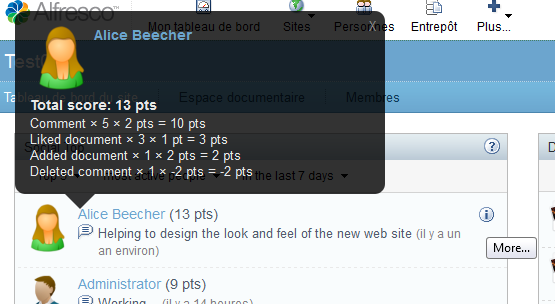 Alfresco
Mon tableau de bord
Sites
Personnes
Entrepôt
Plus...
X
Alice Beecher
Total score: 13 pts
Comment × 5 × 2 pts = 10 pts
Liked document × 3 × 1 pt = 3 pts
Added document × 1 × 2 pts = 2 pts
Deleted comment × 1 × -2 pts = -2 pts
Tableau de bord du site
Espace documentaire
Membres
most active people
in the last 7 days
Alice Beecher (13 pts)
Helping to design the look and feel of the new web site (il y a un
an environ)
More...
Administrator (9 pts)
Working... (il y a 14 heures)